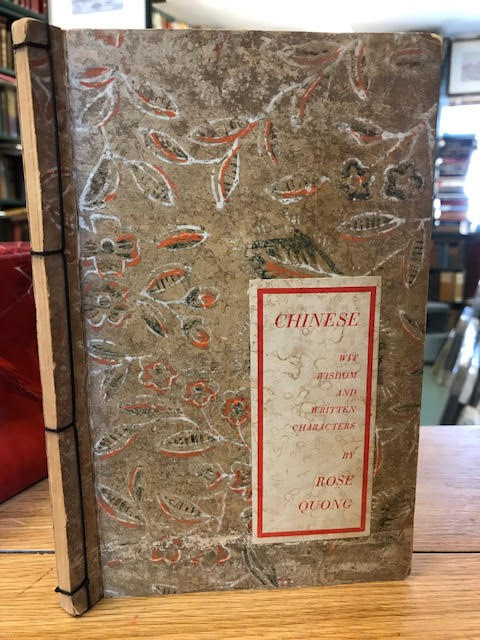 CHINESE
WIT
WISDOM
AND
WRITTEN
CHARACTERS
BY
ROSE
QUONG